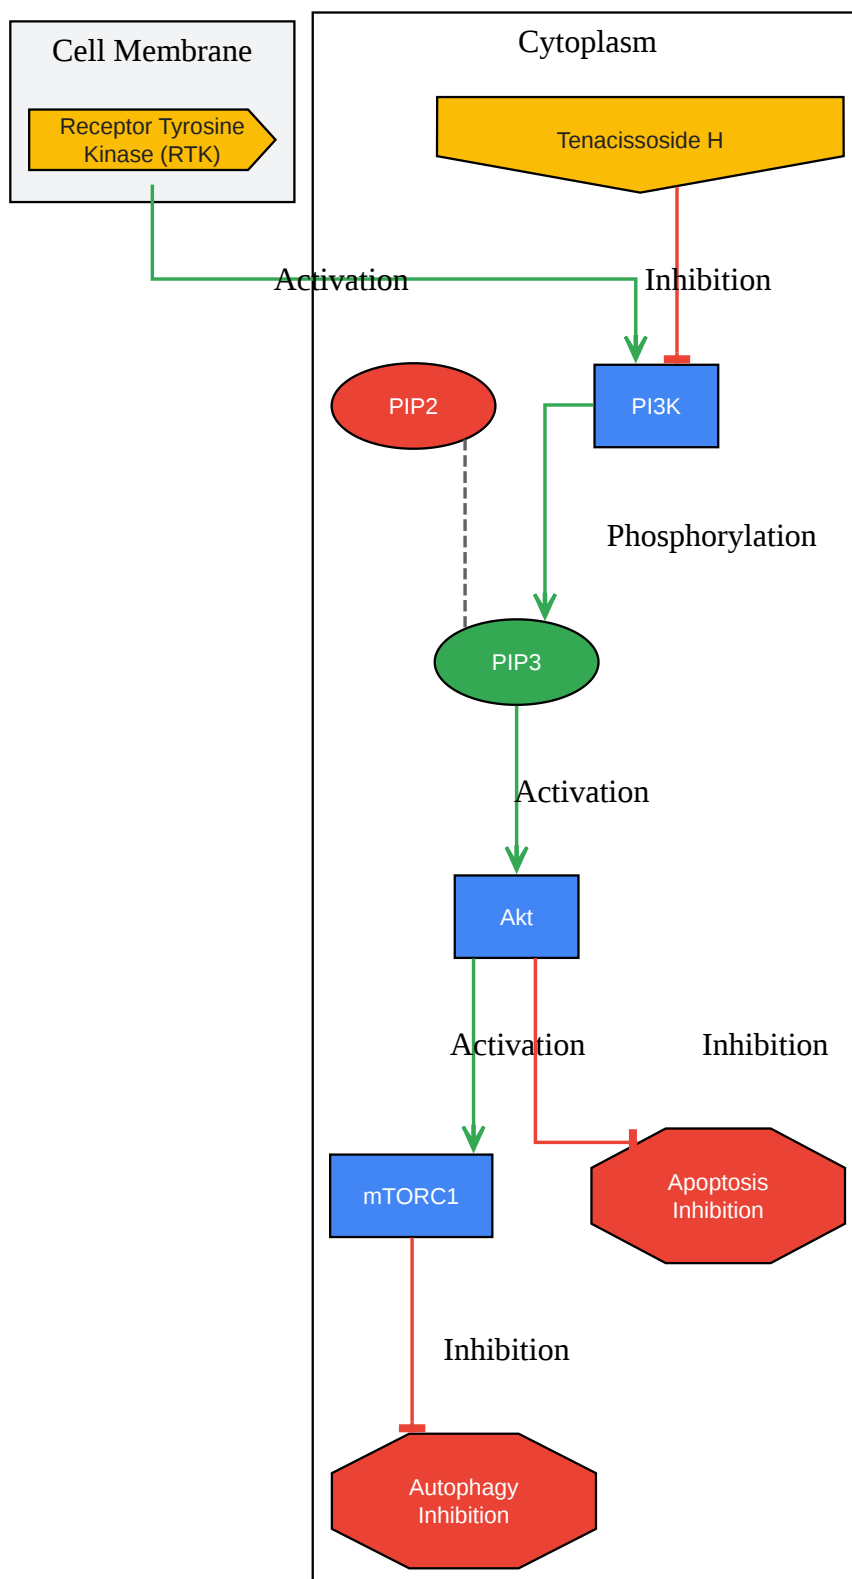 Cell Membrane
Cytoplasm
Receptor Tyrosine
Kinase (RTK)
Tenacissoside H
Activation
Inhibition
PIP2
PI3K
Phosphorylation
PIP3
Activation
Akt
Activation
Inhibition
mTORC1
Apoptosis
Inhibition
Inhibition
Autophagy
Inhibition